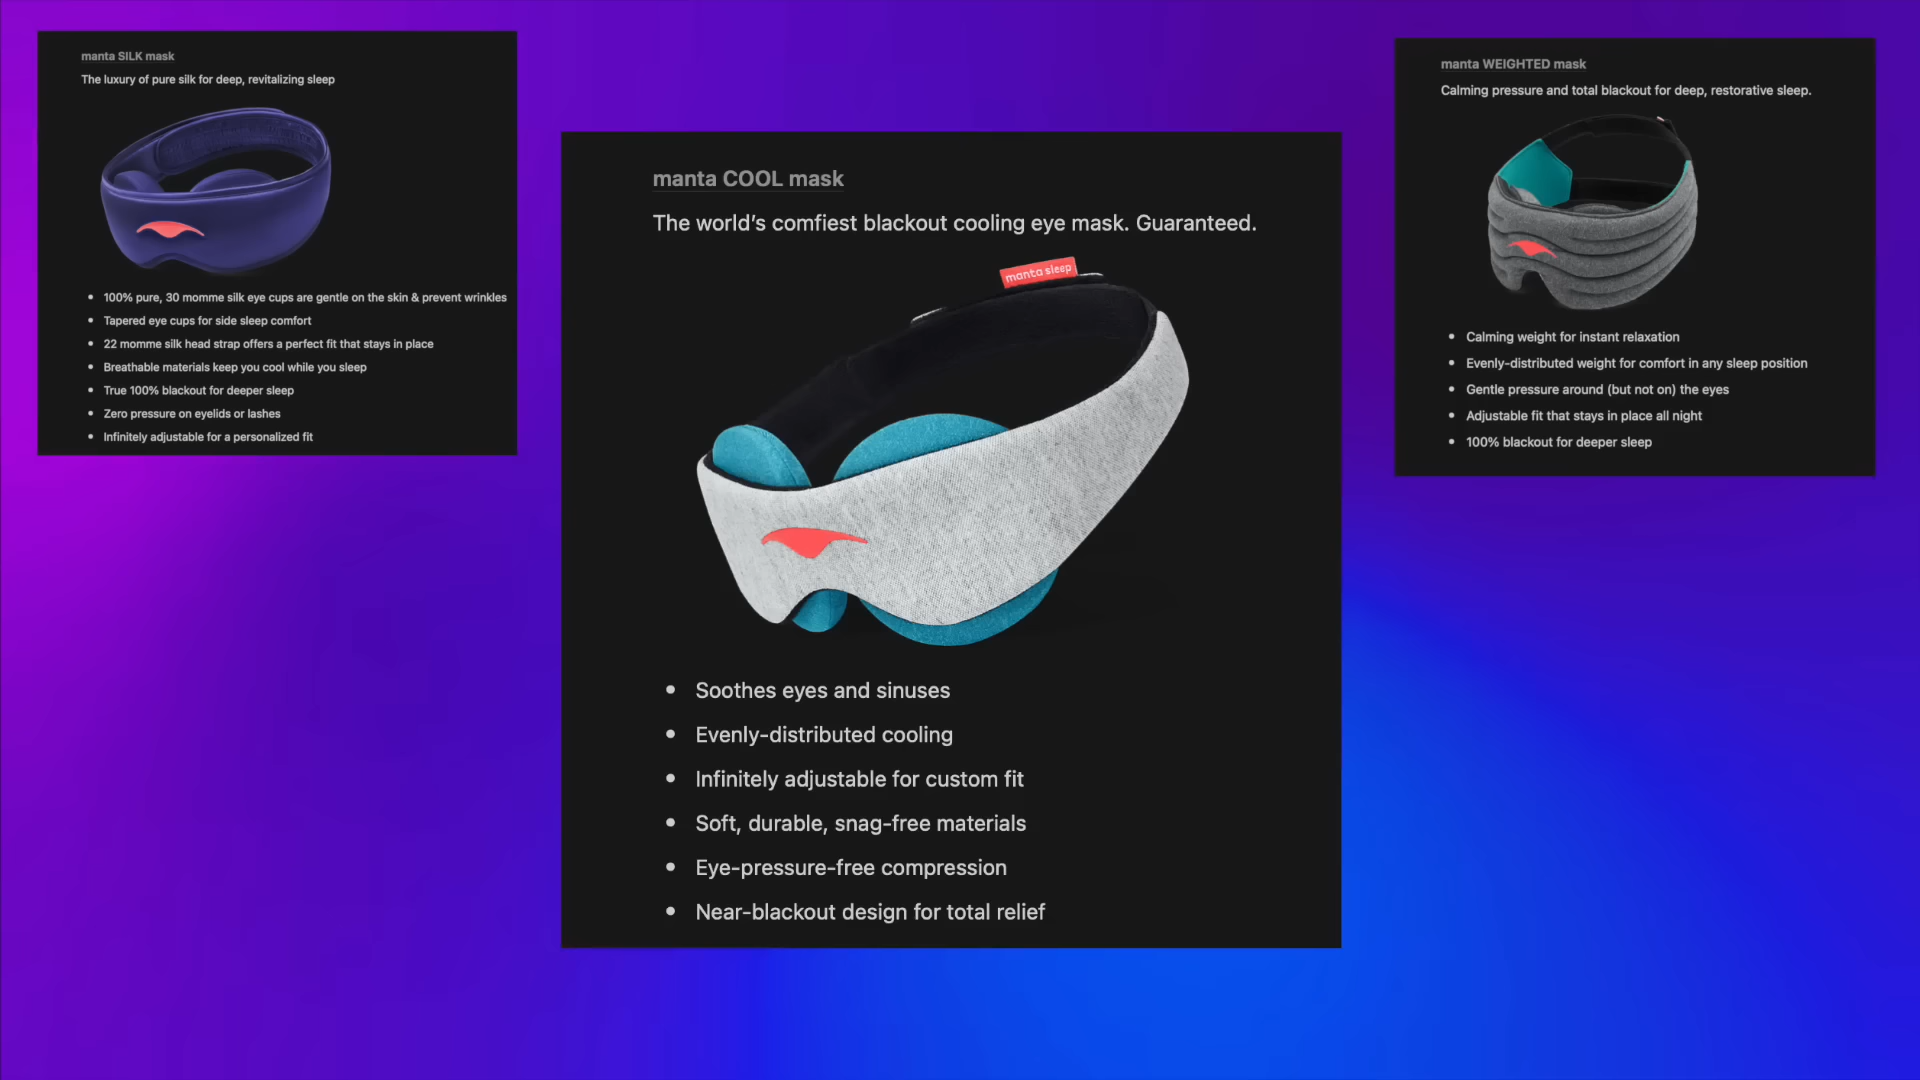 manta SILK mask
The luxury of pure silk for deep, revitalizing sleep
100% pure, 30 momme silk eye cups are gentle on the skin & prevent wrinkles
Tapered eye cups for side sleep comfort
22 momme silk head strap offers a perfect fit that stays in place
Breathable materials keep you cool while you sleep
True 100% blackout for deeper sleep
Zero pressure on eyelids or lashes
Infinitely adjustable for a personalized fit
manta COOL mask
The world’s comfiest blackout cooling eye mask. Guaranteed.
manta sleep
Soothes eyes and sinuses
Evenly-distributed cooling
Infinitely adjustable for custom fit
Soft, durable, snag-free materials
Eye-pressure-free compression
Near-blackout design for total relief
manta WEIGHTED mask
Calming pressure and total blackout for deep, restorative sleep.
Calming weight for instant relaxation
Evenly-distributed weight for comfort in any sleep position
Gentle pressure around (but not on) the eyes
Adjustable fit that stays in place all night
100% blackout for deeper sleep